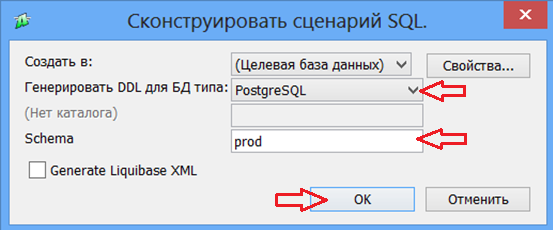 Сконструировать сценарий SQL.
Создать в: (Целевая база данных) Свойства...
Генерировать DDL для БД типа: PostgreSQL
(Нет каталога)
Schema prod
Generate Liquibase XML
OK Отменить